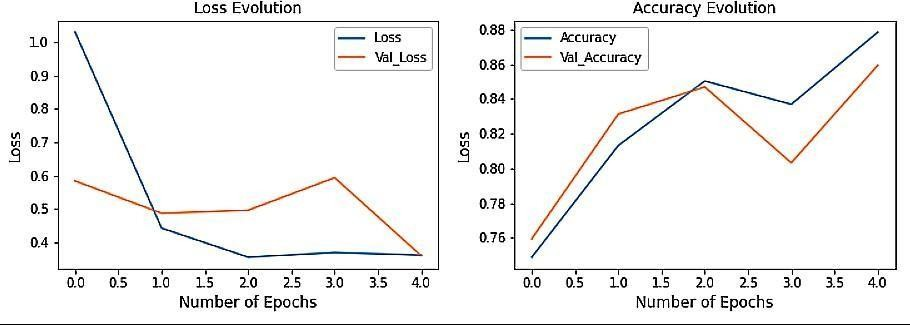 Loss Evolution
1.0
0.9
0.8
0.7
0.6
0.5
0.4
Loss
Loss
Val_Loss
0.0 0.5 1.0 1.5 2.0 2.5 3.0 3.5 4.0
Number of Epochs
Accuracy Evolution
0.88
0.86
0.84
0.82
0.80
0.78
0.76
Loss
Accuracy
Val_Accuracy
0.0 0.5 1.0 1.5 2.0 2.5 3.0 3.5 4.0
Number of Epochs